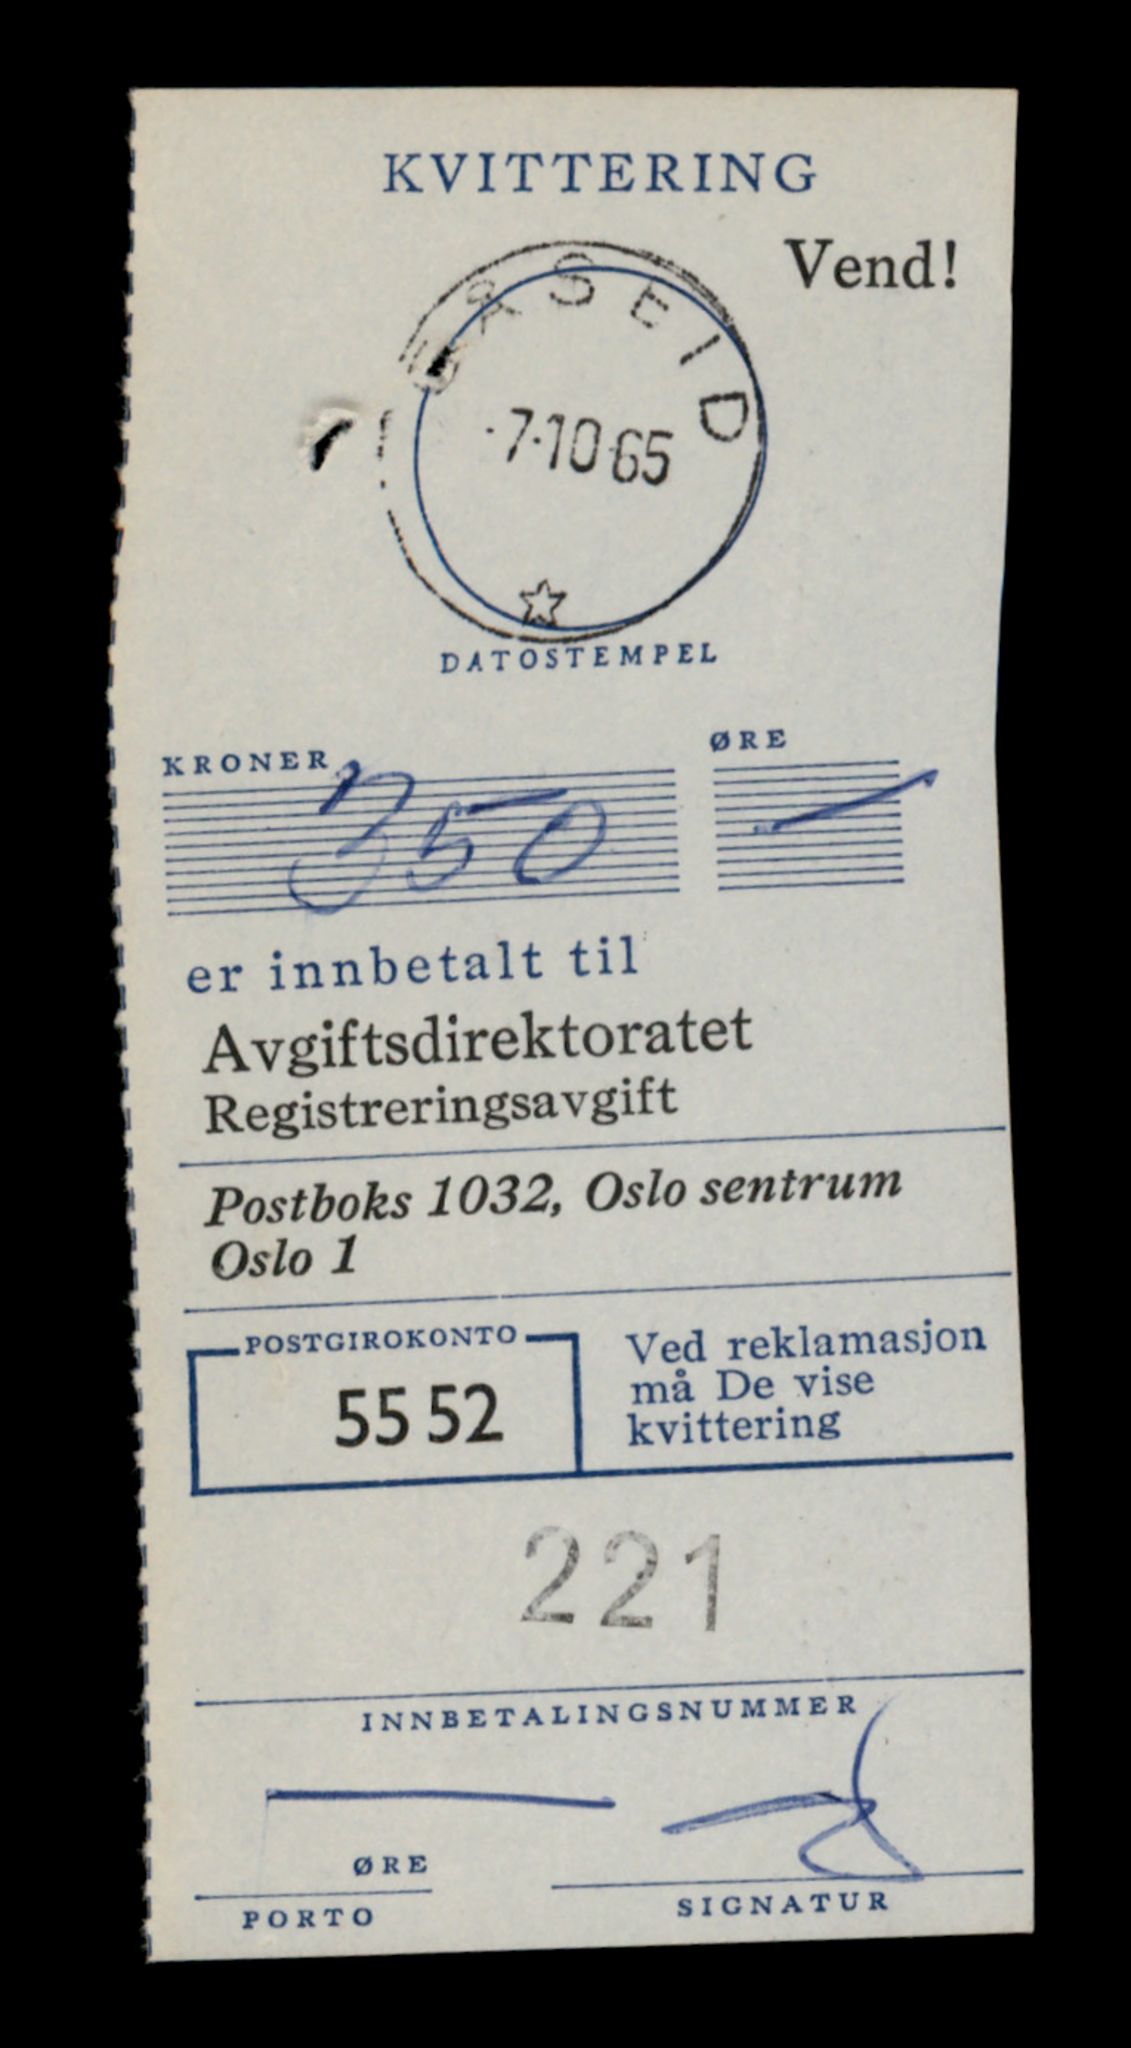 KVITTERING
Vend!
BÅSEID
·7·10·65
DATOSTEMPEL
KRONER
ØRE
350 —
er innbetalt til
Avgiftsdirektoratet
Registreringsavgift
Postboks 1032, Oslo sentrum
Oslo 1
POSTGIROKONTO
55 52
Ved reklamasjon
må De vise
kvittering
221
INNBETALINGSNUMMER
ØRE
PORTO
SIGNATUR